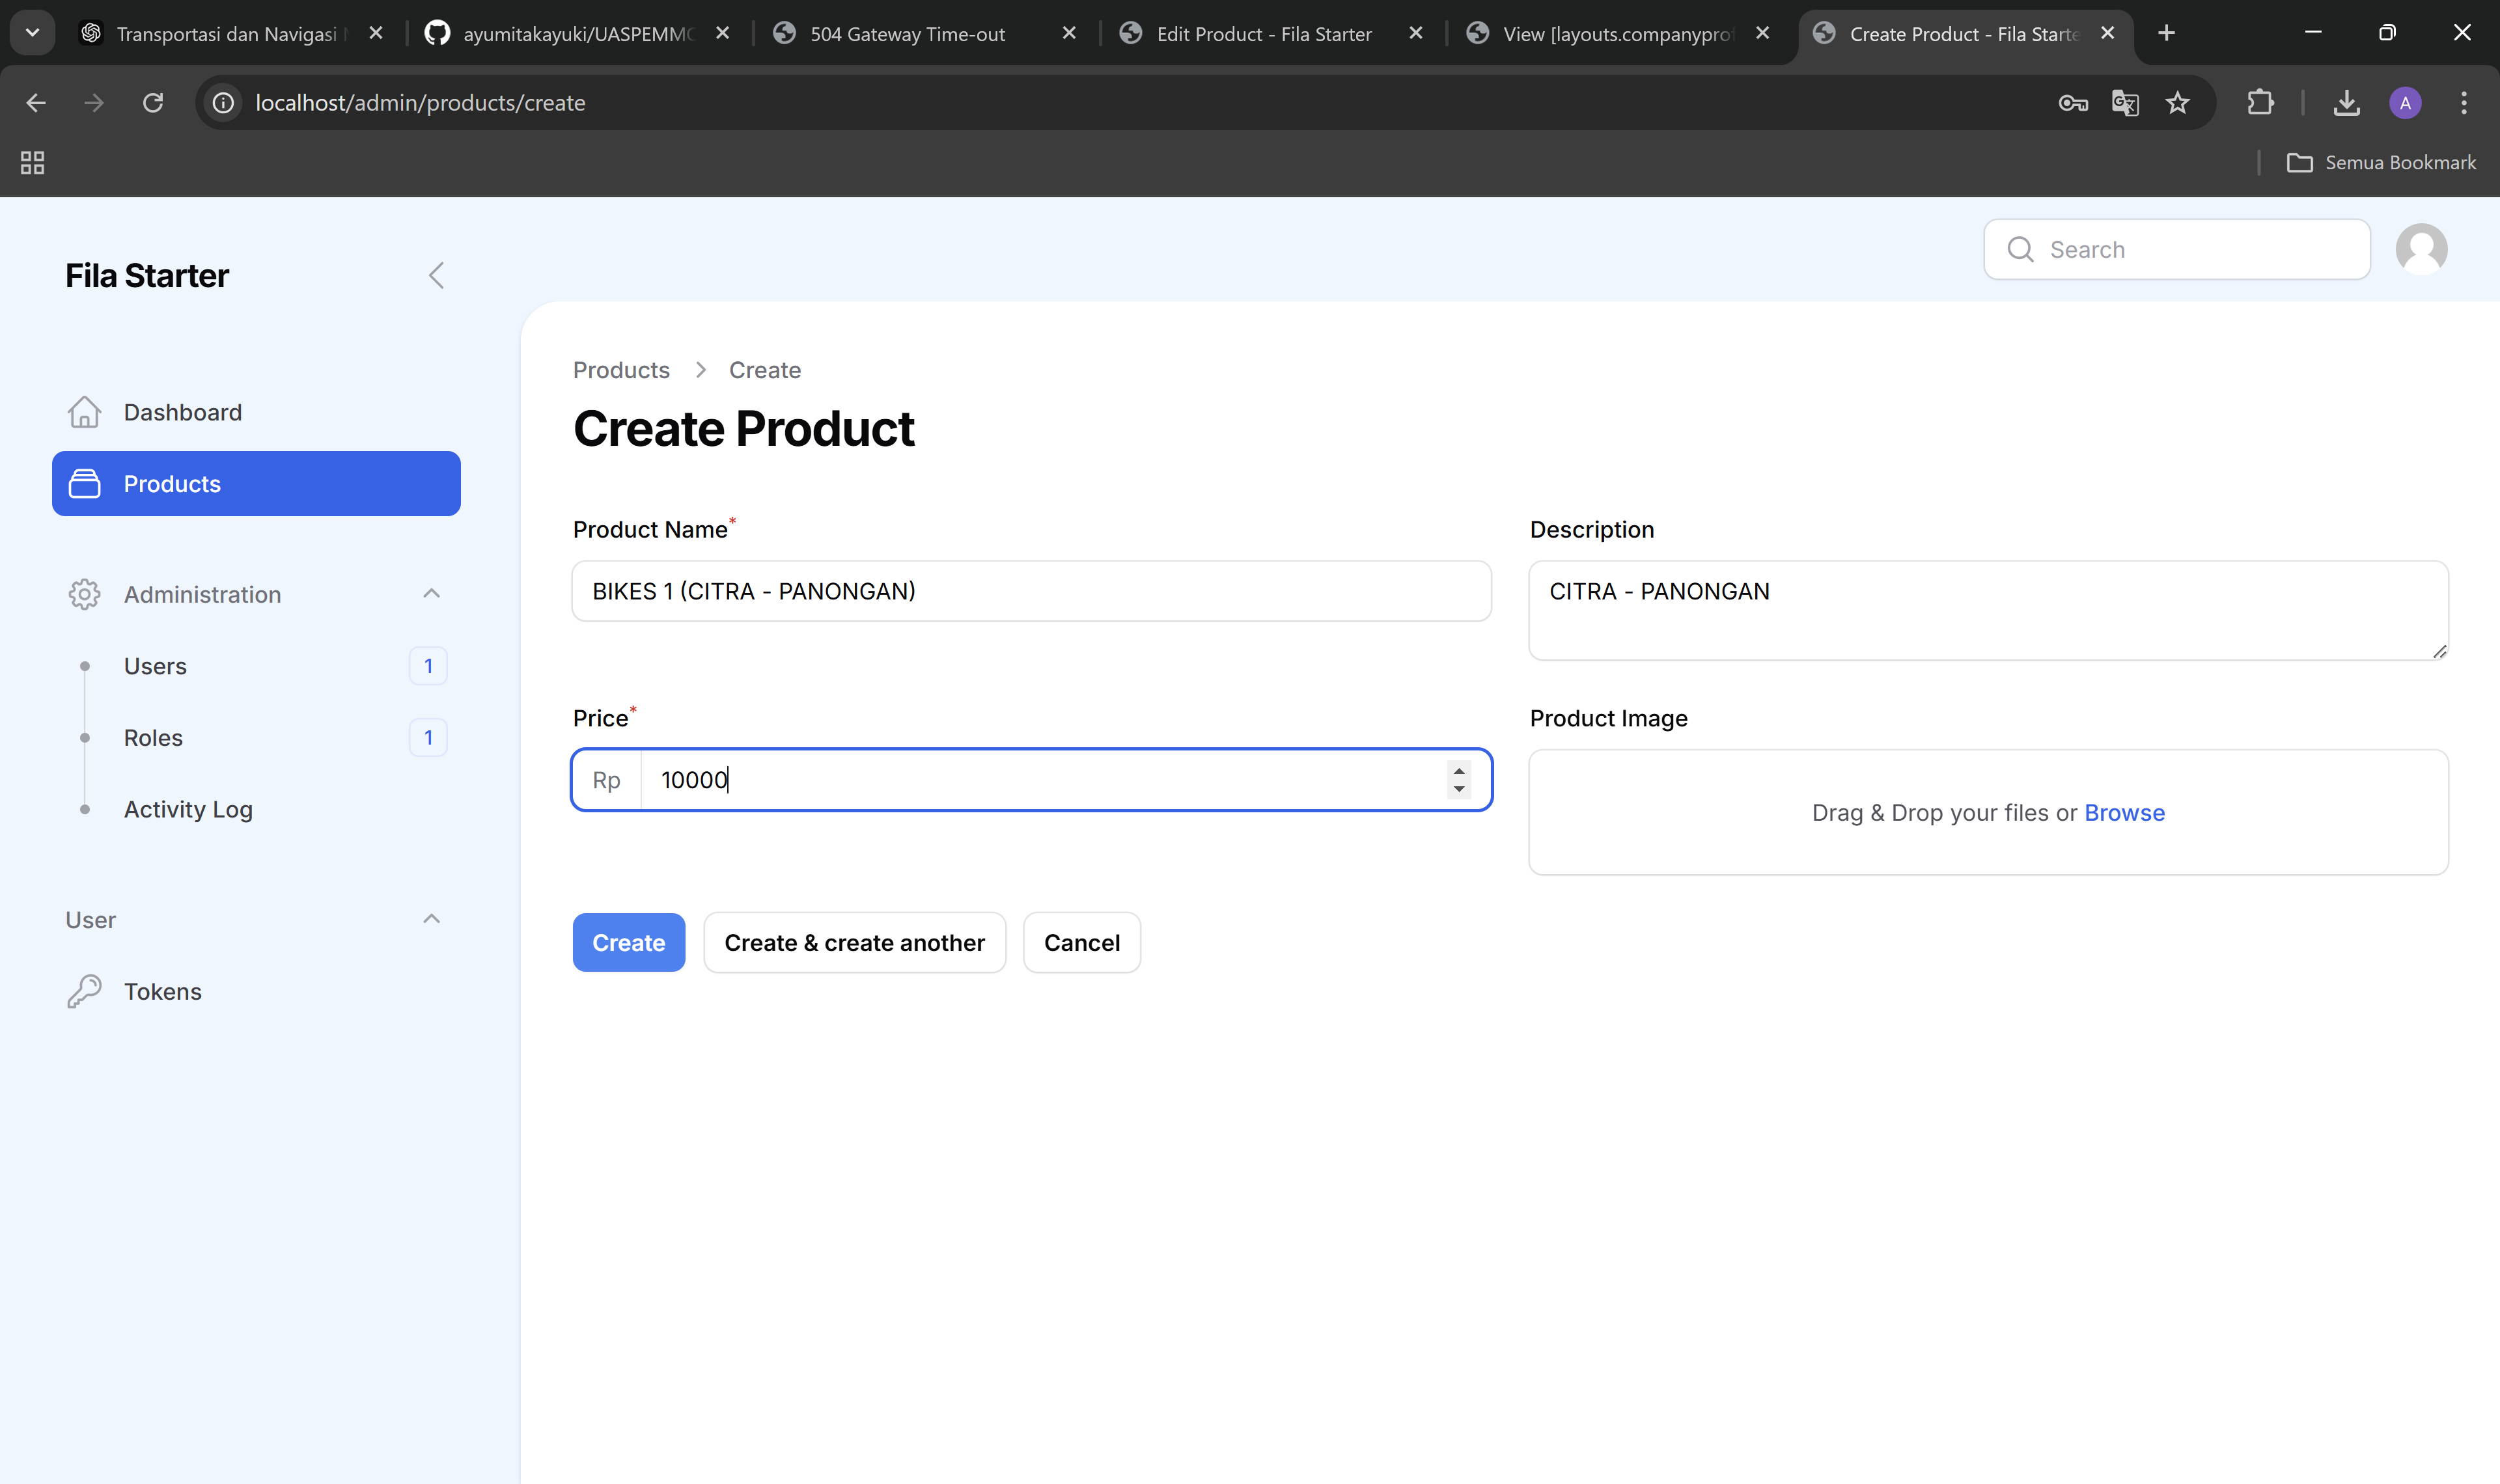 Transportasi dan Navigasi
ayumitakayuki/UASPEMMO
504 Gateway Time-out
Edit Product - Fila Starter
View [layouts.companyprof
Create Product - Fila Starte
localhost/admin/products/create
A
Semua Bookmark
Search
Fila Starter
Dashboard
Products
Administration
Users
1
Roles
1
Activity Log
User
Tokens
Products
Create
Create Product
Product Name*
BIKES 1 (CITRA - PANONGAN)
Description
CITRA - PANONGAN
Price*
Rp
10000
Product Image
Drag & Drop your files or Browse
Create
Create & create another
Cancel